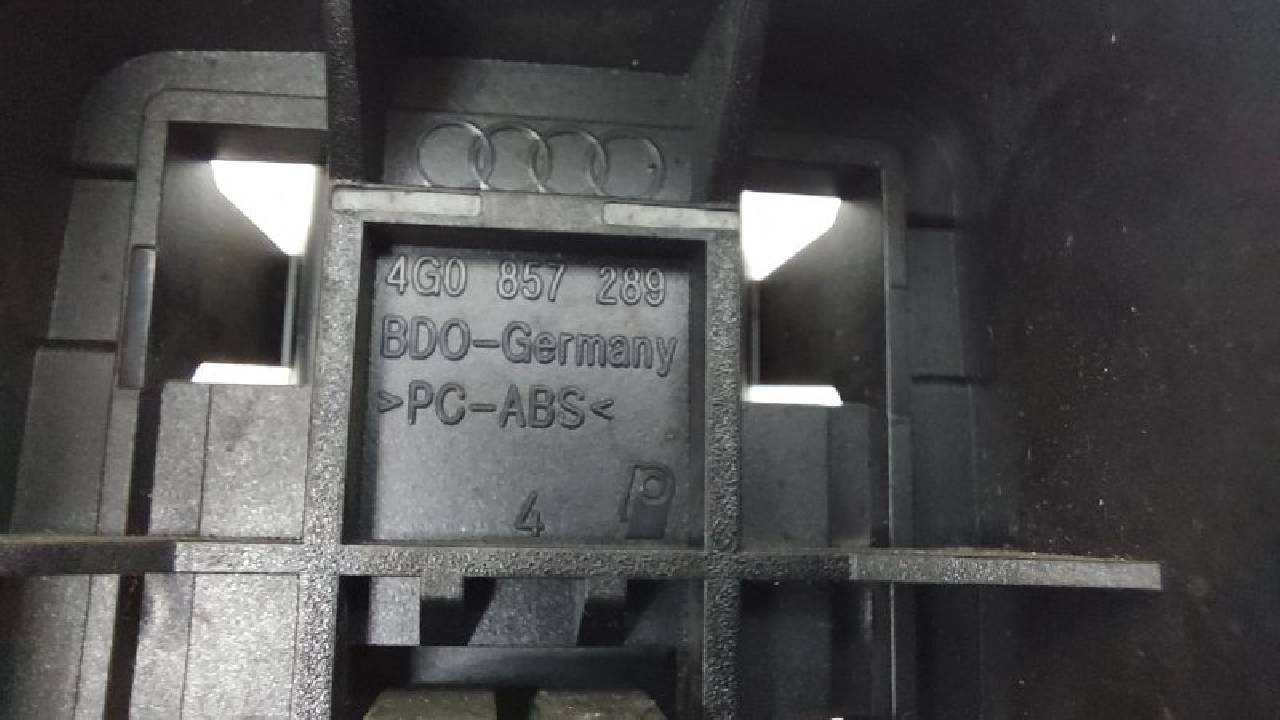 4G0 857 289
BDO-Germany
>PC-ABS<
4